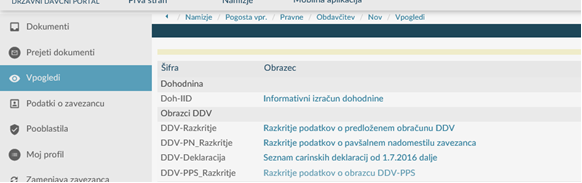 DRŽAVNI DAVČNI PORTAL
Prva stran Namizje Mobilna aplikacija
Namizje / Pogosta vpr. / Pravne / Obdavčitev / Nov / Vpogledi
Dokumenti
Prejeti dokumenti
Vpogledi
Podatki o zavezancu
Pooblastila
Moj profil
Zamenjava zavezanca
Šifra Obrazec
Dohodnina
Doh-IID Informativni izračun dohodnine
Obrazci DDV
DDV-Razkritje Razkritje podatkov o predloženem obračunu DDV
DDV-PN_Razkritje Razkritje podatkov o pavšalnem nadomestilu zavezanca
DDV-Deklaracija Seznam carinskih deklaracij od 1.7.2016 dalje
DDV-PPS_Razkritje Razkritje podatkov o obrazcu DDV-PPS